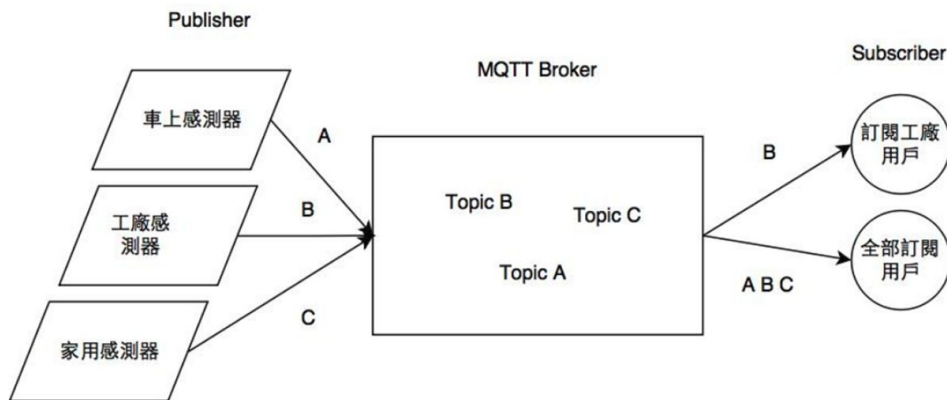 Publisher
MQTT Broker
Subscriber
車上感測器
A
工廠感
測器
B
家用感測器
C
Topic B
Topic C
Topic A
B
訂閱工廠
用戶
A B C
全部訂閱
用戶